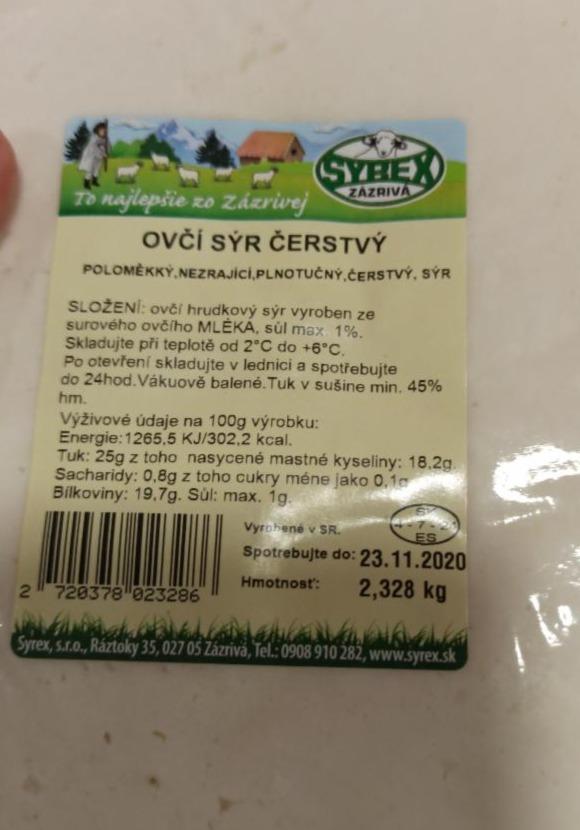 SYREX
ZÁZRIVÁ
To najlepšie zo Zázrivej
OVČÍ SÝR ČERSTVÝ
POLOMĚKKÝ,NEZRAJÍCÍ,PLNOTUČNÝ,ČERSTVÝ, SÝR
SLOŽENÍ: ovčí hrudkový sýr vyroben ze
surového ovčího MLÉKA, sůl max. 1%.
Skladujte při teplotě od 2°C do +6°C.
Po otevření skladujte v lednici a spotřebujte
do 24hod.Vákuově balené.Tuk v sušine min. 45%
hm.
Výživové údaje na 100g výrobku:
Energie:1265,5 KJ/302,2 kcal.
Tuk: 25g z toho nasycené mastné kyseliny: 18,2g.
Sacharidy: 0,8g z toho cukry méne jako 0,1g
Bílkoviny: 19,7g. Sůl: max. 1g.
Vyrobené v SR.
SK
ES
Spotrebujte do: 23.11.2020
Hmotnosť: 2,328 kg
2 720378 023286
Syrex, s.r.o., Ráztoky 35, 027 05 Zázrivá, Tel.: 0908 910 282, www.syrex.sk